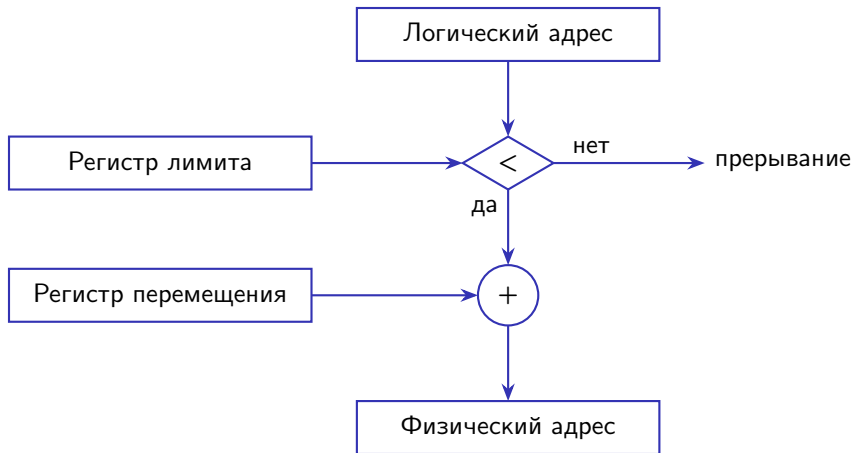 Логический адрес
Регистр лимита
<
нет
прерывание
да
Регистр перемещения
+
Физический адрес